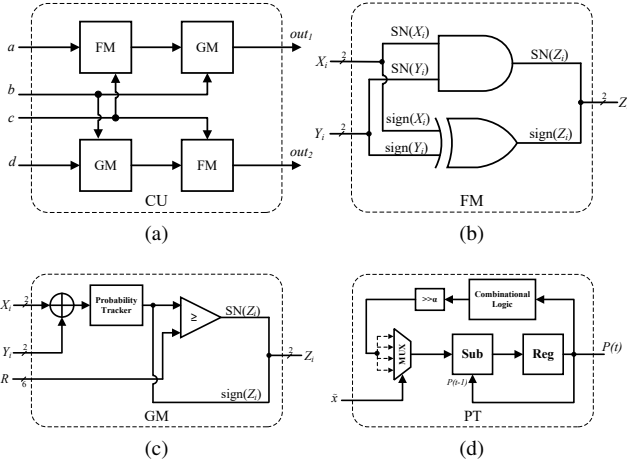 a
FM
GM
out1
b
c
d
GM
FM
out2
CU
(a)
Xi
2
SN(Xi)
SN(Yi)
SN(Zi)
2
Z
Yi
2
sign(Xi)
sign(Yi)
sign(Zi)
FM
(b)
Xi
2
Probability
Tracker
≥
SN(Zi)
Yi
2
2
Zi
R
6
sign(Zi)
GM
(c)
>>α
Combinational
Logic
MUX
Sub
Reg
P(t)
P(t-1)
PT
(d)